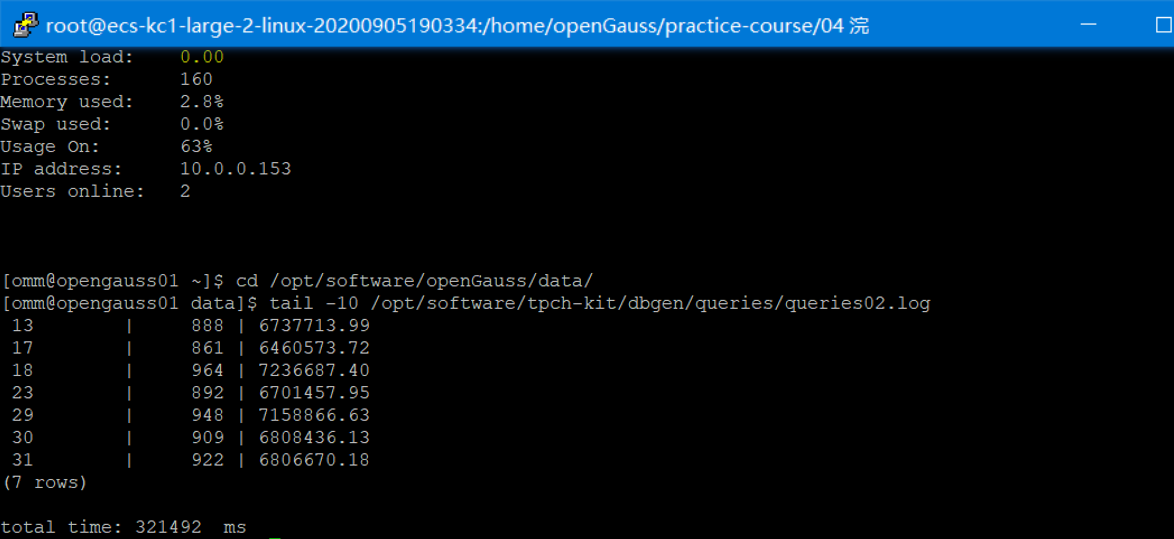 root@ecs-kc1-large-2-linux-20200905190334:/home/openGauss/practice-course/04 浣
System load:    0.00
Processes:      160
Memory used:    2.8%
Swap used:      0.0%
Usage On:       63%
IP address:     10.0.0.153
Users online:   2
[omm@opengauss01 ~]$ cd /opt/software/openGauss/data/
[omm@opengauss01 data]$ tail -10 /opt/software/tpch-kit/dbgen/queries/queries02.log
 13        |     888 | 6737713.99
 17        |     861 | 6460573.72
 18        |     964 | 7236687.40
 23        |     892 | 6701457.95
 29        |     948 | 7158866.63
 30        |     909 | 6808436.13
 31        |     922 | 6806670.18
(7 rows)
total time: 321492  ms